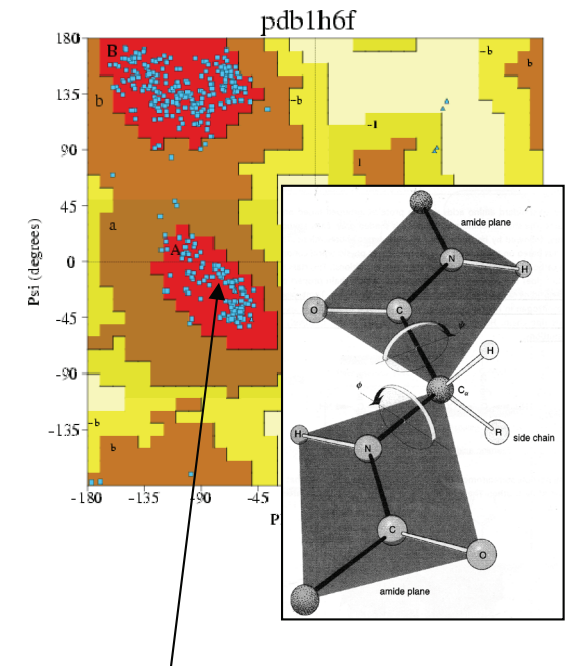 pdb1h6f
180
B
b
~b
~b
b
135
~b
~l
90
l
45
a
A
0
-45
-90
~b
b
-135
-180
Psi (degrees)
-180 -135 -90 -45
amide plane
N
H
O
C
ψ
H
Cα
φ
R
side chain
H
N
C
O
amide plane